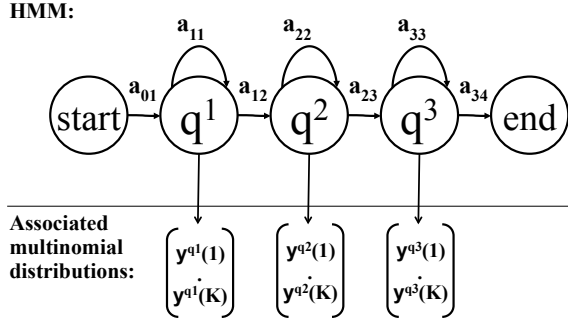 HMM:
a11 a22 a33
a01 a12 a23 a34
start q1 q2 q3 end
Associated
multinomial
distributions:
yq1(1) yq2(1) yq3(1)
. . .
yq1(K) yq2(K) yq3(K)